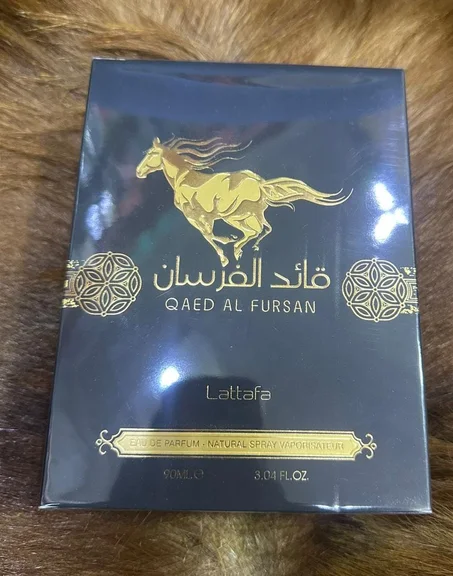 قائد الفرسان
QAED AL FURSAN
Lattafa
EAU DE PARFUM - NATURAL SPRAY VAPORISATEUR
90ML ℮ 3.04 FL.OZ.